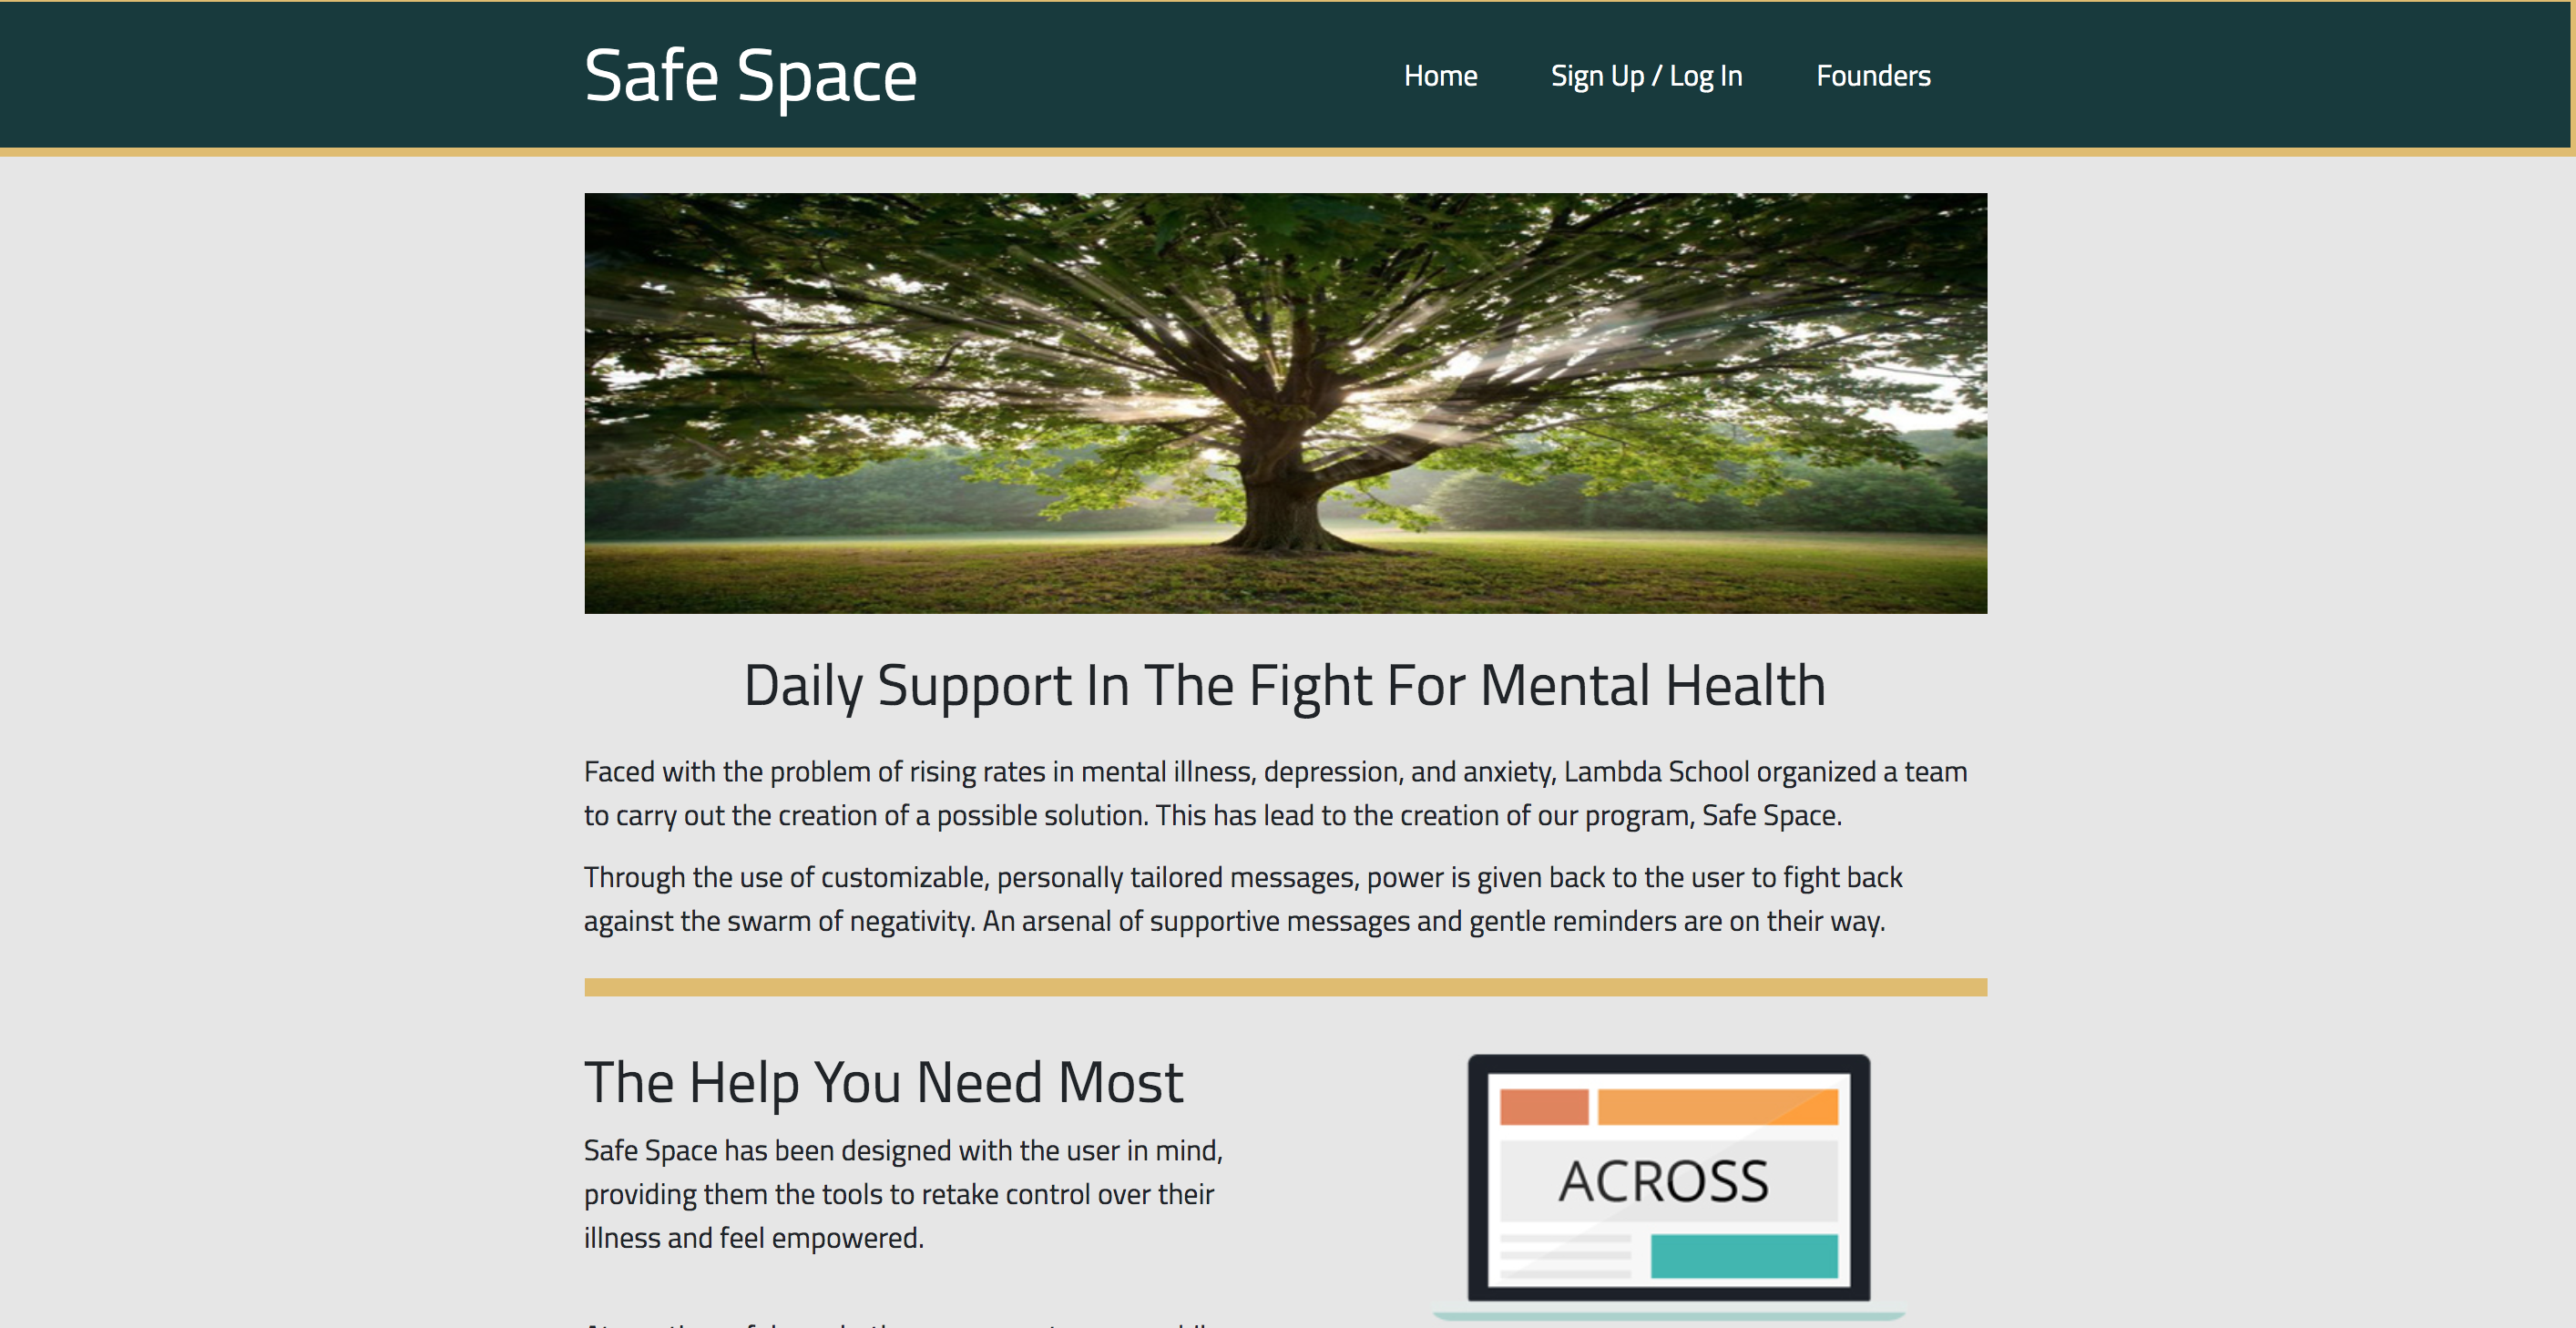 Safe Space
Home Sign Up / Log In Founders
Daily Support In The Fight For Mental Health
Faced with the problem of rising rates in mental illness, depression, and anxiety, Lambda School organized a team
to carry out the creation of a possible solution. This has lead to the creation of our program, Safe Space.
Through the use of customizable, personally tailored messages, power is given back to the user to fight back
against the swarm of negativity. An arsenal of supportive messages and gentle reminders are on their way.
The Help You Need Most
Safe Space has been designed with the user in mind,
providing them the tools to retake control over their
illness and feel empowered.
ACROSS